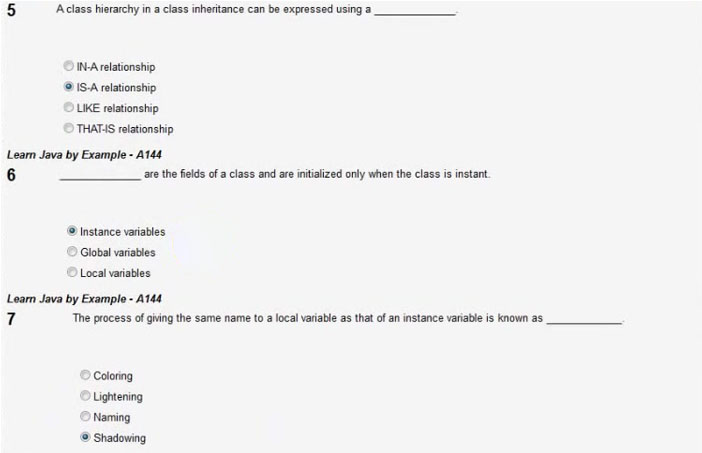 5 A class hierarchy in a class inheritance can be expressed using a ______________.
IN-A relationship
IS-A relationship
LIKE relationship
THAT-IS relationship
Learn Java by Example - A144
6 ______________ are the fields of a class and are initialized only when the class is instant.
Instance variables
Global variables
Local variables
Learn Java by Example - A144
7 The process of giving the same name to a local variable as that of an instance variable is known as _____________.
Coloring
Lightening
Naming
Shadowing